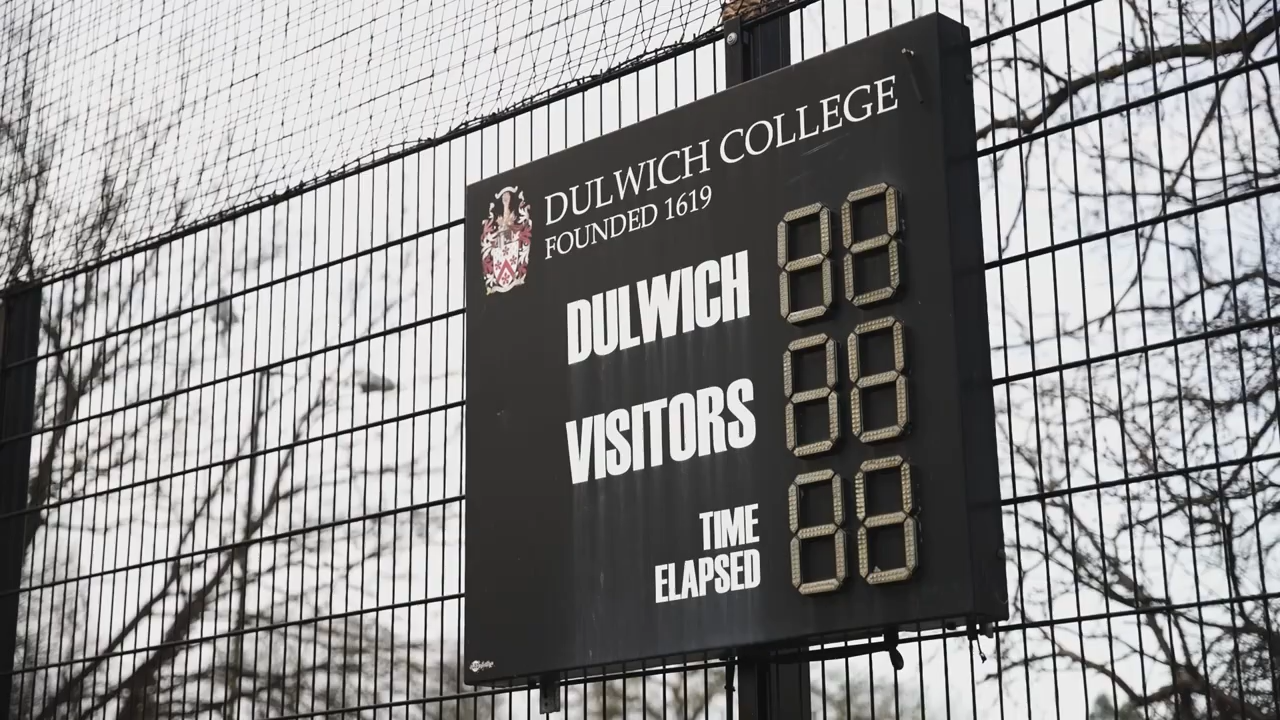 DULWICH COLLEGE
FOUNDED 1619
DULWICH
VISITORS
TIME
ELAPSED